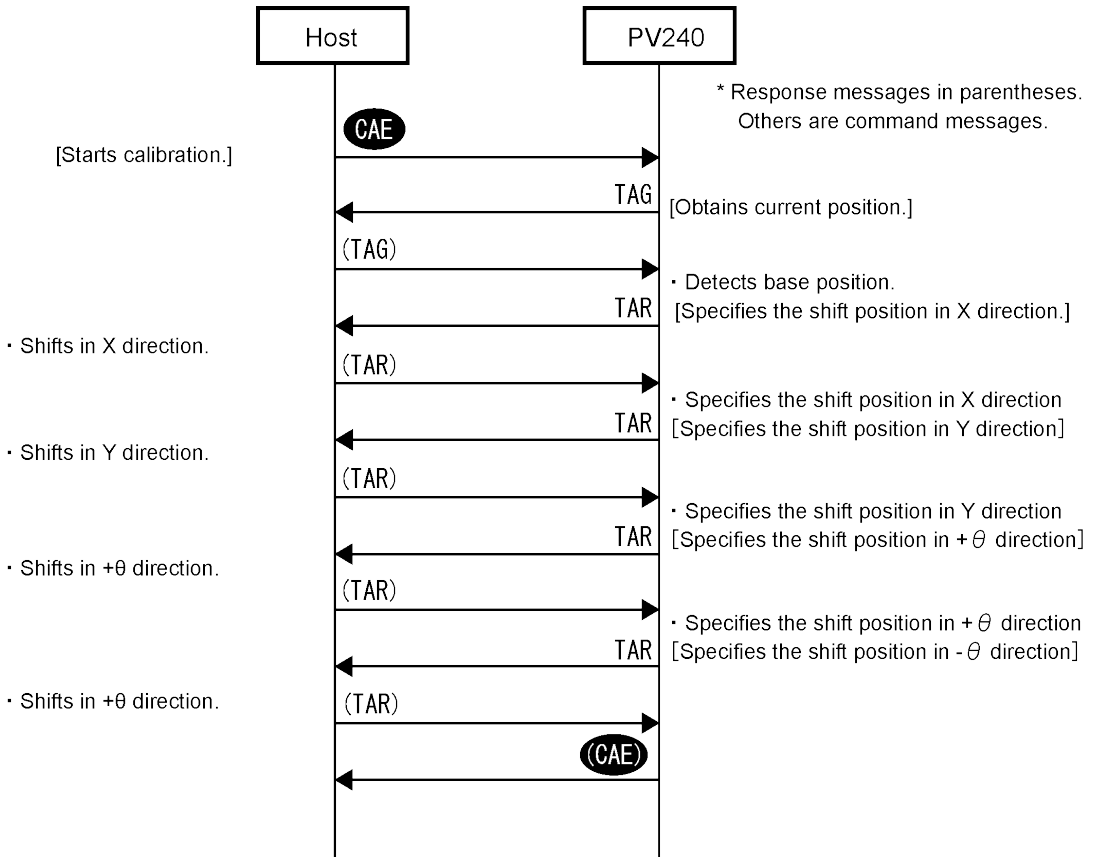 Host
PV240
* Response messages in parentheses.
Others are command messages.
CAE
[Starts calibration.]
TAG
[Obtains current position.]
(TAG)
・Detects base position.
TAR
[Specifies the shift position in X direction.]
・Shifts in X direction.
(TAR)
・Specifies the shift position in X direction
TAR
[Specifies the shift position in Y direction]
・Shifts in Y direction.
(TAR)
・Specifies the shift position in Y direction
TAR
[Specifies the shift position in +θ direction]
・Shifts in +θ direction.
(TAR)
・Specifies the shift position in +θ direction
TAR
[Specifies the shift position in -θ direction]
・Shifts in +θ direction.
(TAR)
(CAE)